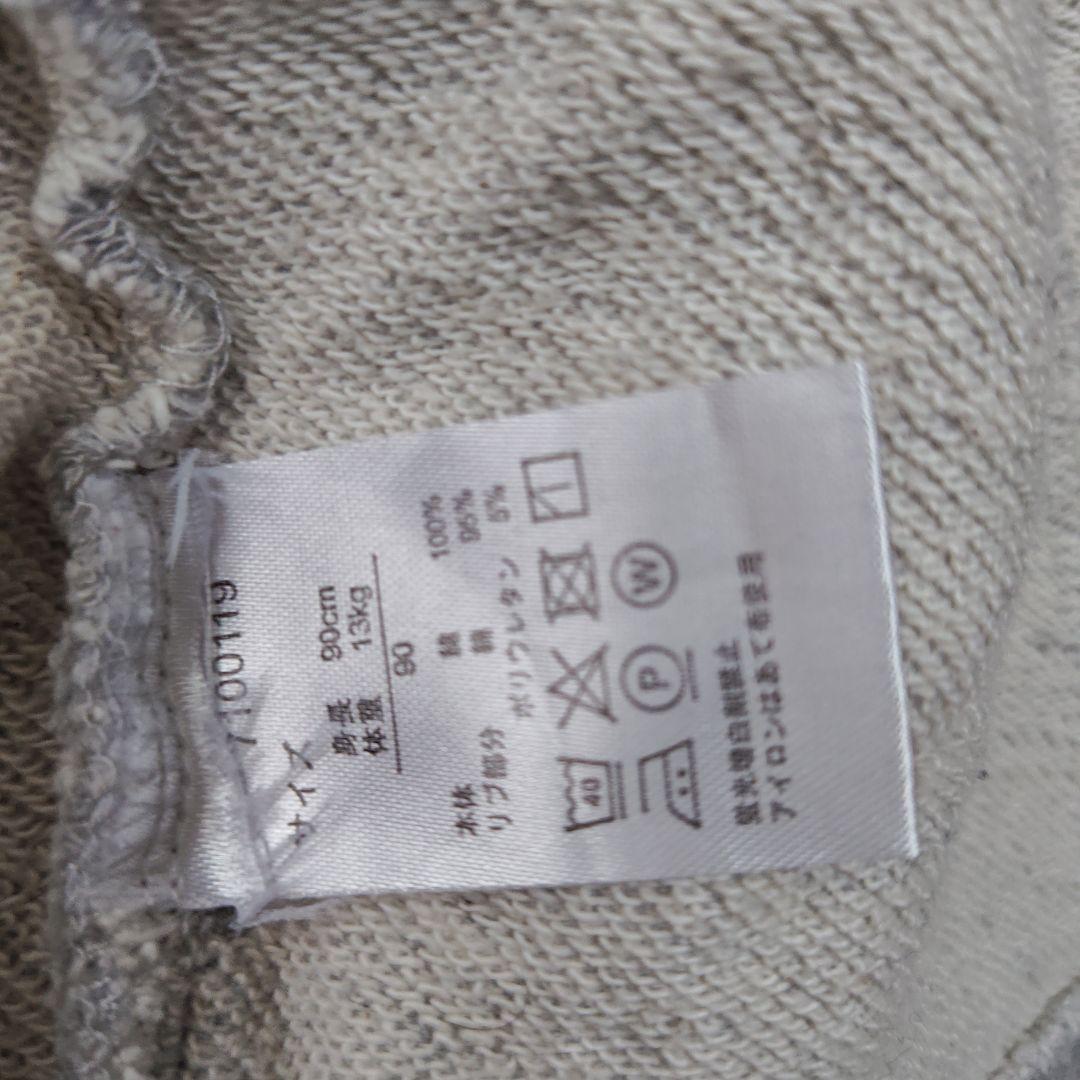 7100119
サイズ
身長 90cm
体重 13kg
90
本体 綿 100%
リブ部分 綿 95%
ポリウレタン 5%
40
P W
蛍光増白剤禁止
アイロンはあて布使用